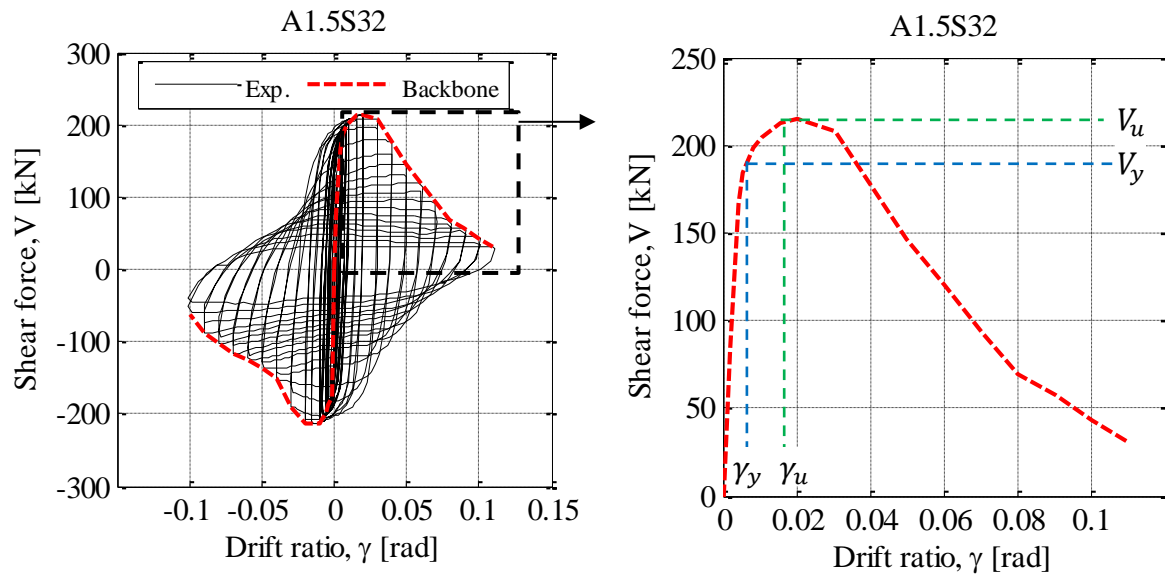 A1.5S32
300
200
100
0
-100
-200
-300
Shear force, V [kN]
Exp. Backbone
-0.1 -0.05 0 0.05 0.1 0.15
Drift ratio, γ [rad]
A1.5S32
250
200
150
100
50
0
Shear force, V [kN]
V_u
V_y
γ_y γ_u
0 0.02 0.04 0.06 0.08 0.1
Drift ratio, γ [rad]